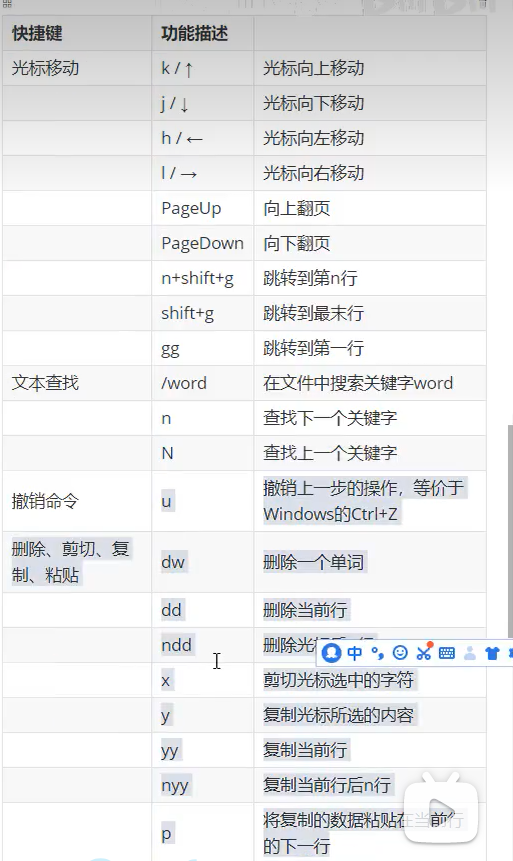 快捷键 功能描述
光标移动 k / ↑ 光标向上移动
j / ↓ 光标向下移动
h / ← 光标向左移动
l / → 光标向右移动
PageUp 向上翻页
PageDown 向下翻页
n+shift+g 跳转到第n行
shift+g 跳转到最末行
gg 跳转到第一行
文本查找 /word 在文件中搜索关键字word
n 查找下一个关键字
N 查找上一个关键字
撤销命令 u 撤销上一步的操作，等价于
Windows的Ctrl+Z
删除、剪切、复
制、粘贴 dw 删除一个单词
dd 删除当前行
ndd 删除光
中
x 剪切光标选中的字符
y 复制光标所选的内容
yy 复制当前行
nyy 复制当前行后n行
p 将复制的数据粘贴在当前行
的下一行